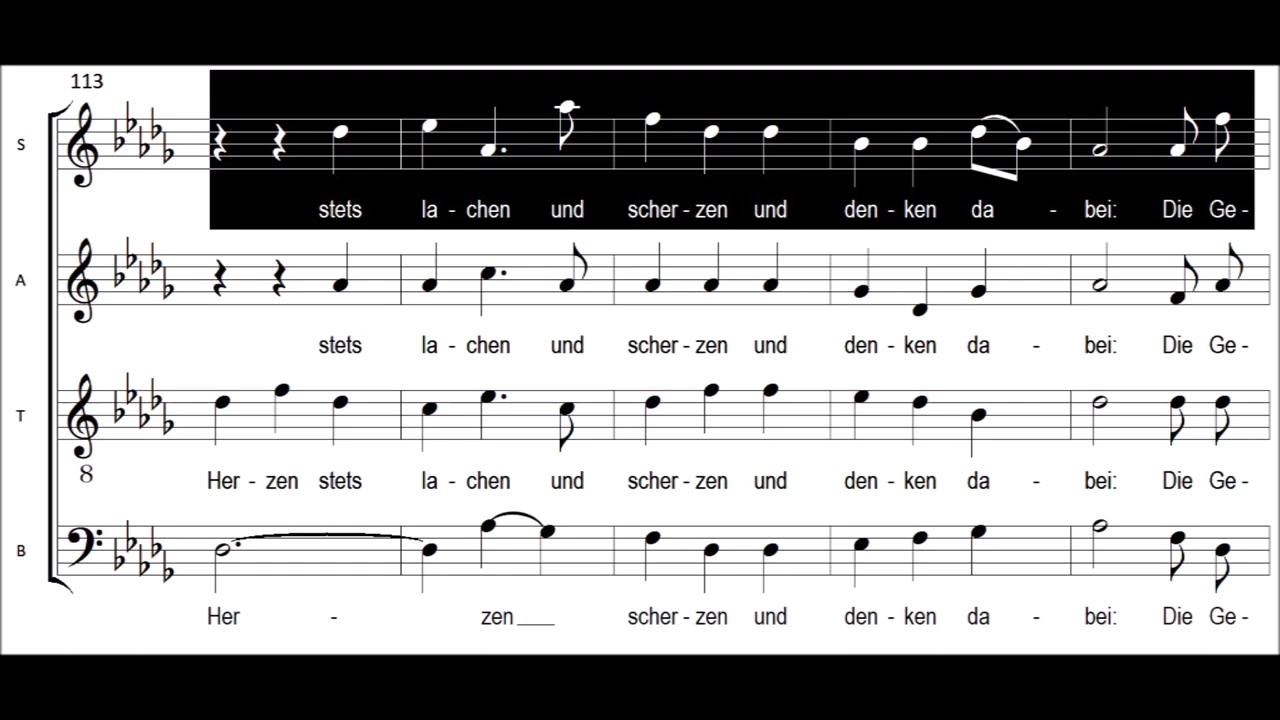 113
S
stets la - chen und scher - zen und den - ken da - bei: Die Ge -
A
stets la - chen und scher - zen und den - ken da - bei: Die Ge -
T
8
Her - zen stets la - chen und scher - zen und den - ken da - bei: Die Ge -
B
Her - zen___ scher - zen und den - ken da - bei: Die Ge -